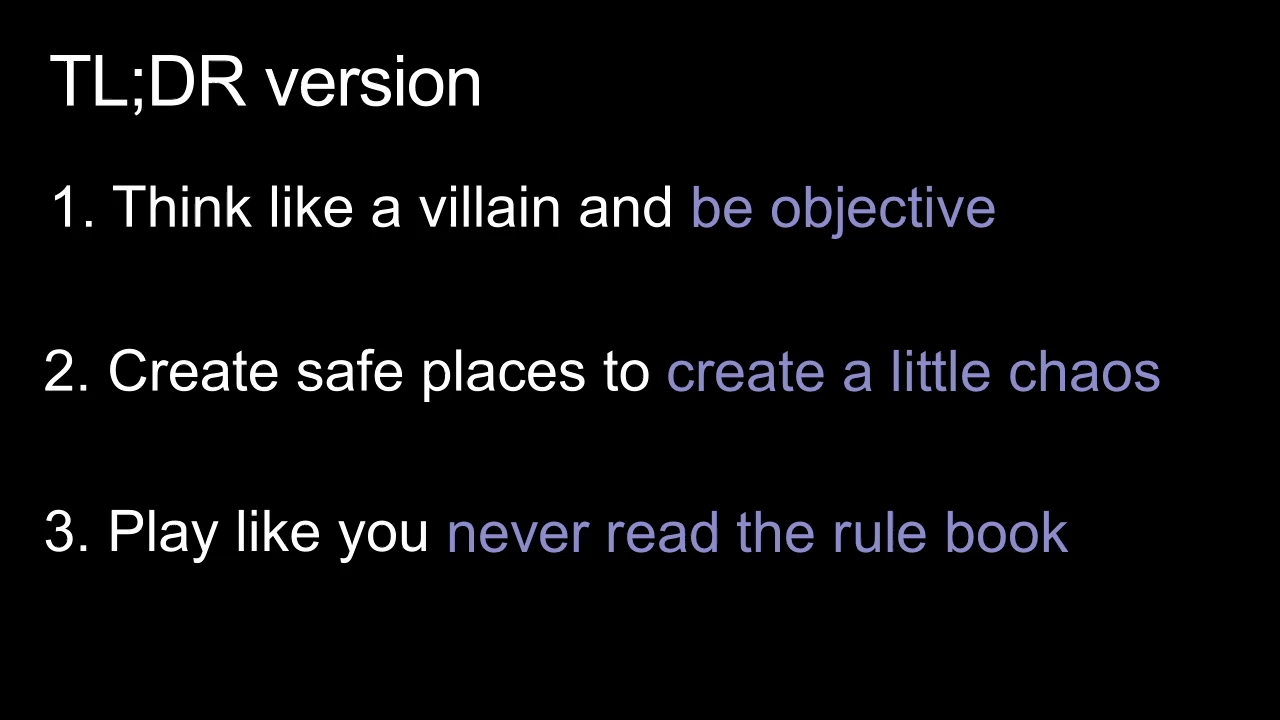 TL;DR version
1. Think like a villain and be objective
2. Create safe places to create a little chaos
3. Play like you never read the rule book